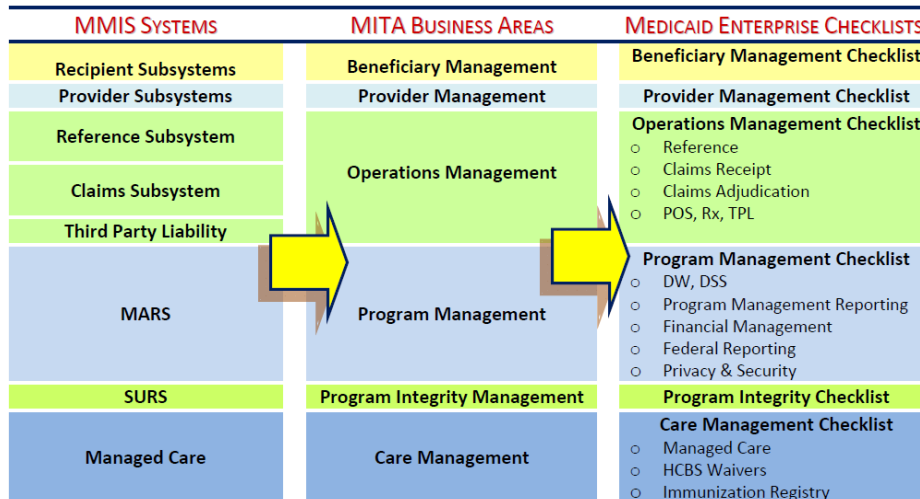 MMIS SYSTEMS
MITA BUSINESS AREAS
MEDICAID ENTERPRISE CHECKLISTS
Recipient Subsystems
Beneficiary Management
Beneficiary Management Checklist
Provider Subsystems
Provider Management
Provider Management Checklist
Reference Subsystem
Claims Subsystem
Third Party Liability
Operations Management
Operations Management Checklist
o Reference
o Claims Receipt
o Claims Adjudication
o POS, Rx, TPL
MARS
Program Management
Program Management Checklist
o DW, DSS
o Program Management Reporting
o Financial Management
o Federal Reporting
o Privacy & Security
SURS
Program Integrity Management
Program Integrity Checklist
Managed Care
Care Management
Care Management Checklist
o Managed Care
o HCBS Waivers
o Immunization Registry